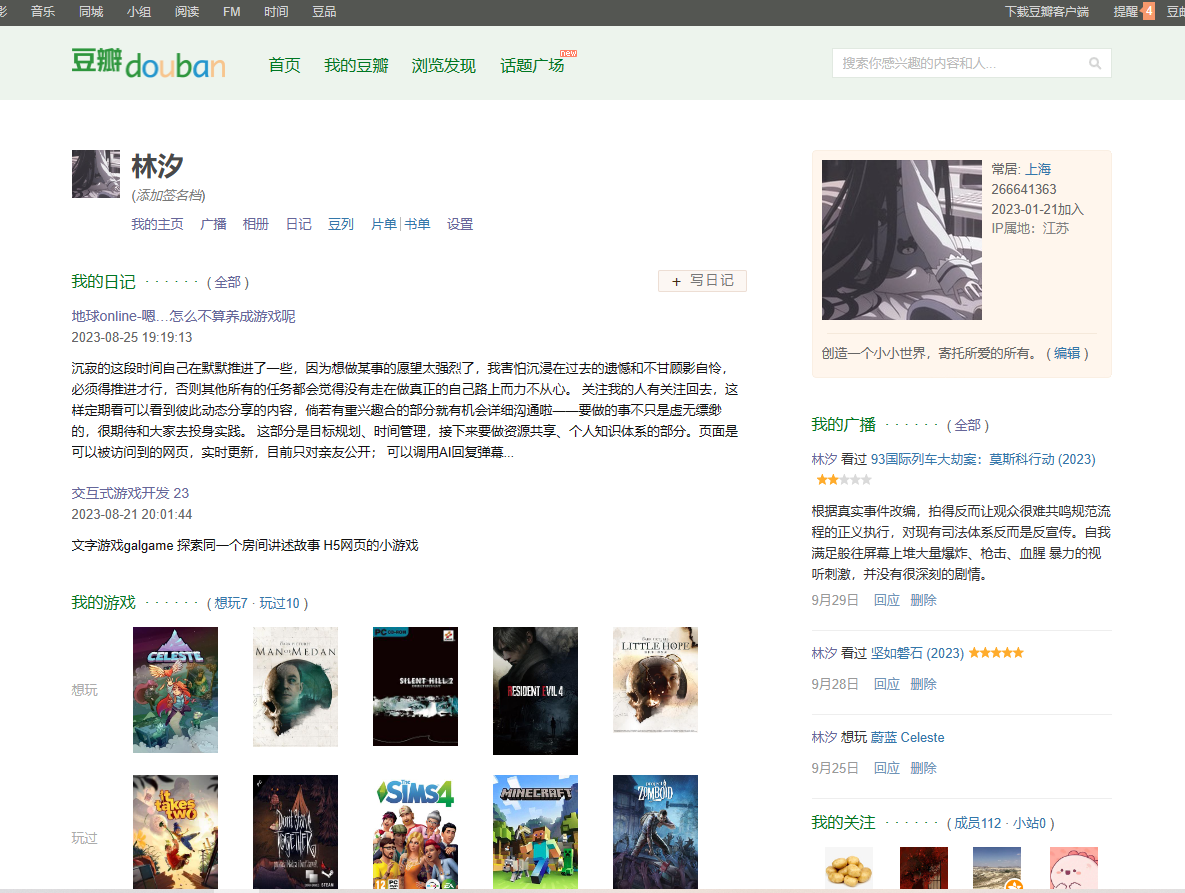 音乐 同城 小组 阅读 FM 时间 豆品 下载豆瓣客户端 提醒 4
豆瓣 douban 首页 我的豆瓣 浏览发现 话题广场 new 搜索你感兴趣的内容和人...
林汐
(添加签名档)
我的主页 广播 相册 日记 豆列 片单|书单 设置
我的日记 · · · · · · ( 全部 ) + 写日记
地球online-嗯…怎么不算养成游戏呢
2023-08-25 19:19:13
沉寂的这段时间自己在默默推进了一些，因为想做某事的愿望太强烈了，我害怕沉浸在过去的遗憾和不甘顾影自怜，
必须得推进才行，否则其他所有的任务都会觉得没有走在做真正的自己路上而力不从心。 关注我的人有关注回去，这
样定期看可以看到彼此动态分享的内容，倘若有重兴趣合的部分就有机会详细沟通啦——要做的事不只是虚无缥缈
的，很期待和大家去投身实践。 这部分是目标规划、时间管理，接下来要做资源共享、个人知识体系的部分。页面是
可以被访问到的网页，实时更新，目前只对亲友公开； 可以调用AI回复弹幕...
交互式游戏开发 23
2023-08-21 20:01:44
文字游戏galgame 探索同一个房间讲述故事 H5网页的小游戏
我的游戏 · · · · · · ( 想玩7 · 玩过10 )
想玩
CELESTE
MAN OF MEDAN
PC CD-ROM
SILENT HILL 2
RESIDENT EVIL 4
LITTLE HOPE
玩过
it takes two
Don't Starve TOGETHER
STEAM
The SIMS 4
EA
MINECRAFT
PROJECT ZOMBOID
常居: 上海
266641363
2023-01-21加入
IP属地：江苏
创造一个小小世界，寄托所爱的所有。 ( 编辑 )
我的广播 · · · · · · ( 全部 )
林汐 看过 93国际列车大劫案：莫斯科行动 (2023)
★★☆☆☆
根据真实事件改编，拍得反而让观众很难共鸣规范流
程的正义执行，对现有司法体系反而是反宣传。自我
满足般往屏幕上堆大量爆炸、枪击、血腥 暴力的视
听刺激，并没有很深刻的剧情。
9月29日 回应 删除
林汐 看过 坚如磐石 (2023) ★★★★★
9月28日 回应 删除
林汐 想玩 蔚蓝 Celeste
9月25日 回应 删除
我的关注 · · · · · · ( 成员112 · 小站0 )